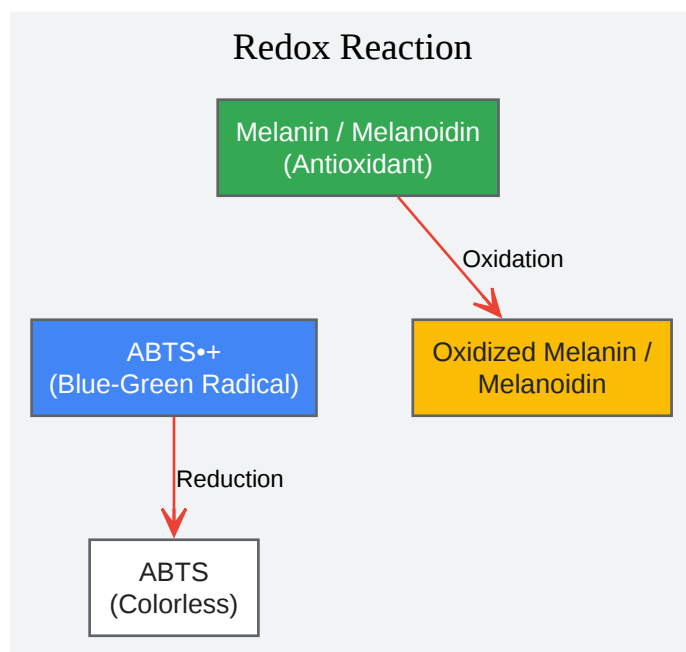 Redox Reaction
Melanin / Melanoidin
(Antioxidant)
Oxidation
ABTS•+
(Blue-Green Radical)
Oxidized Melanin /
Melanoidin
Reduction
ABTS
(Colorless)